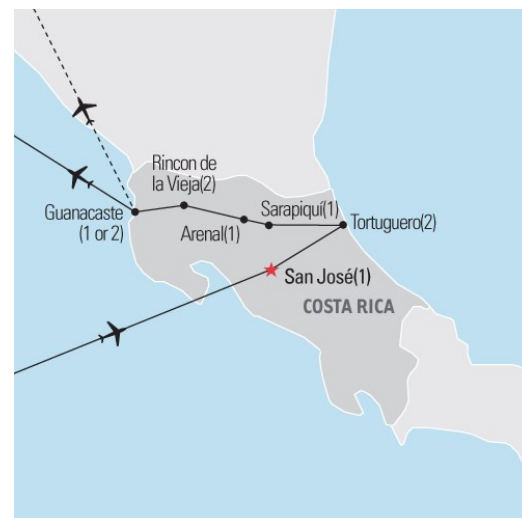 Rincon de
la Vieja(2)
Guanacaste
(1 or 2)
Sarapiquí(1)
Arenal(1)
Tortuguero(2)
San José(1)
COSTA RICA